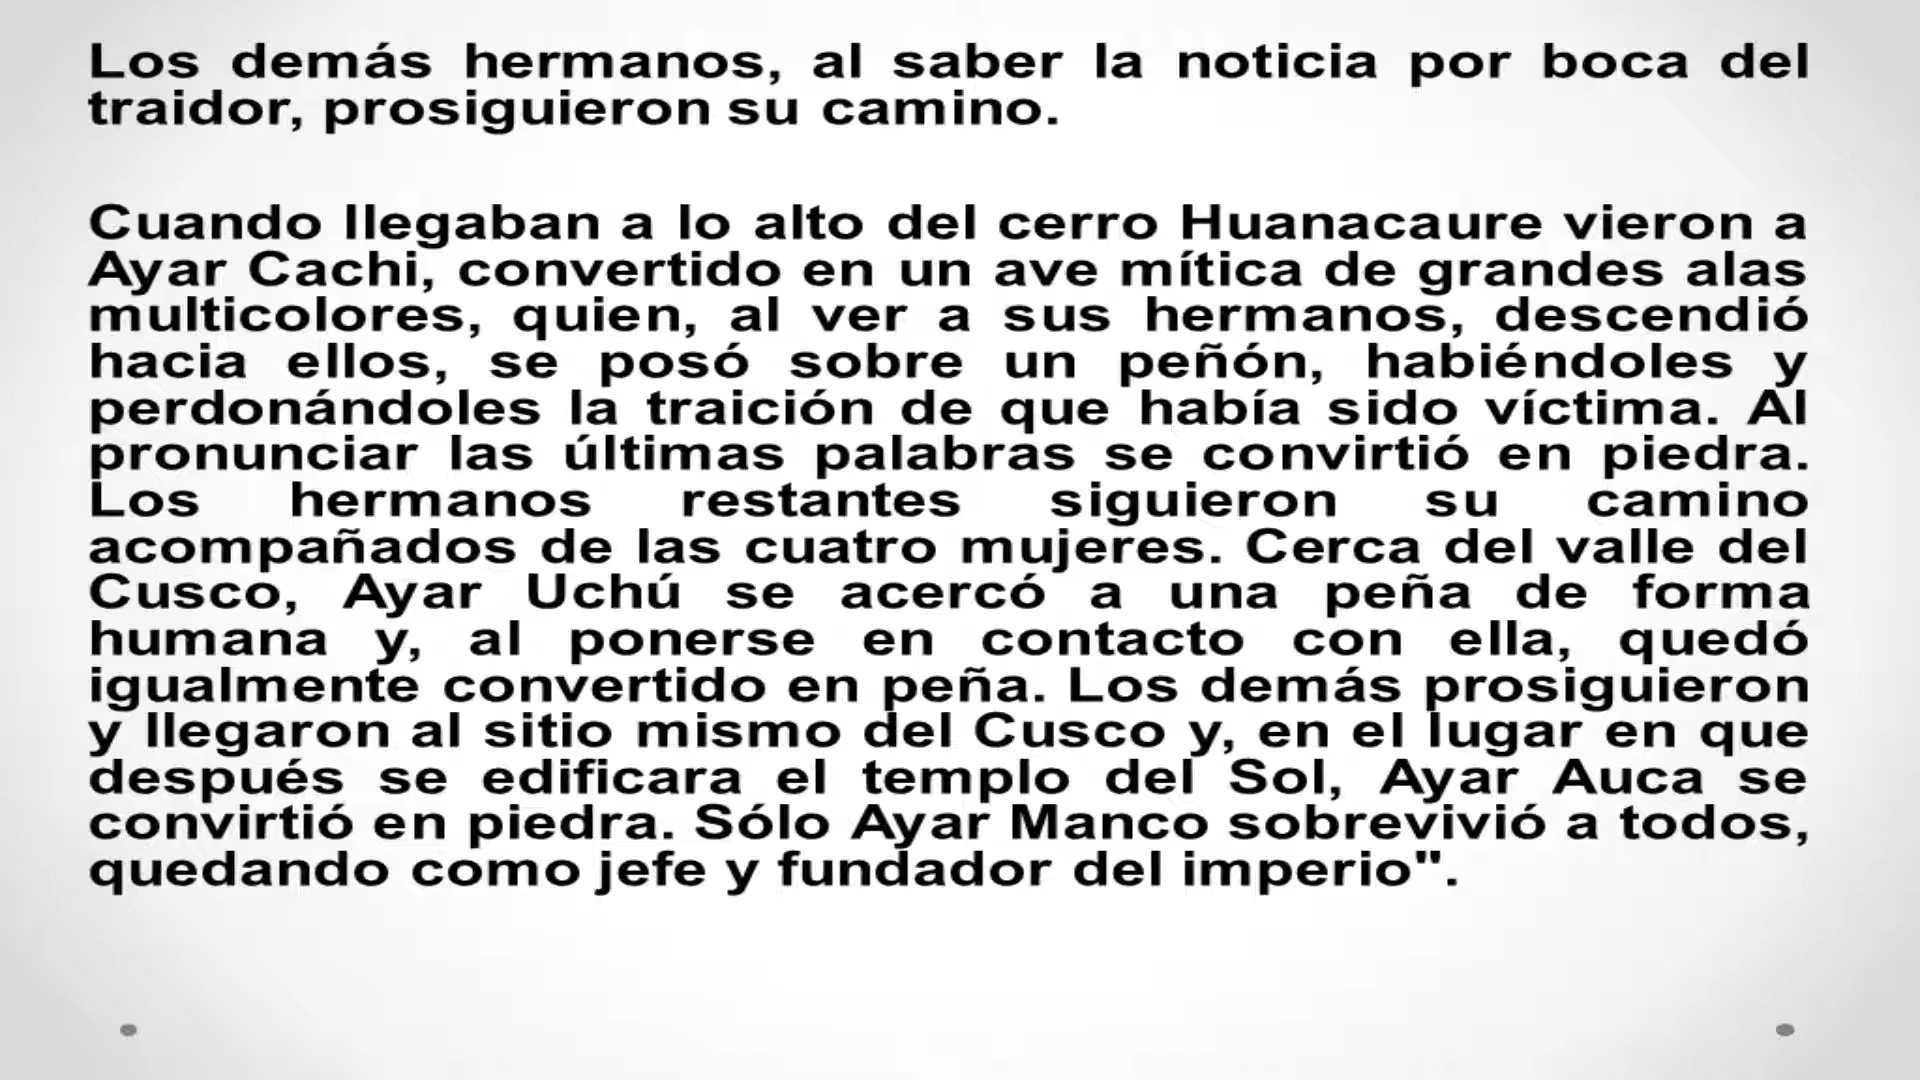 Los demás hermanos, al saber la noticia por boca del
traidor, prosiguieron su camino.
Cuando llegaban a lo alto del cerro Huanacaure vieron a
Ayar Cachi, convertido en un ave mítica de grandes alas
multicolores, quien, al ver a sus hermanos, descendió
hacia ellos, se posó sobre un peñón, habiéndoles y
perdonándoles la traición de que había sido víctima. Al
pronunciar las últimas palabras se convirtió en piedra.
Los hermanos restantes siguieron su camino
acompañados de las cuatro mujeres. Cerca del valle del
Cusco, Ayar Uchú se acercó a una peña de forma
humana y, al ponerse en contacto con ella, quedó
igualmente convertido en peña. Los demás prosiguieron
y llegaron al sitio mismo del Cusco y, en el lugar en que
después se edificara el templo del Sol, Ayar Auca se
convirtió en piedra. Sólo Ayar Manco sobrevivió a todos,
quedando como jefe y fundador del imperio".